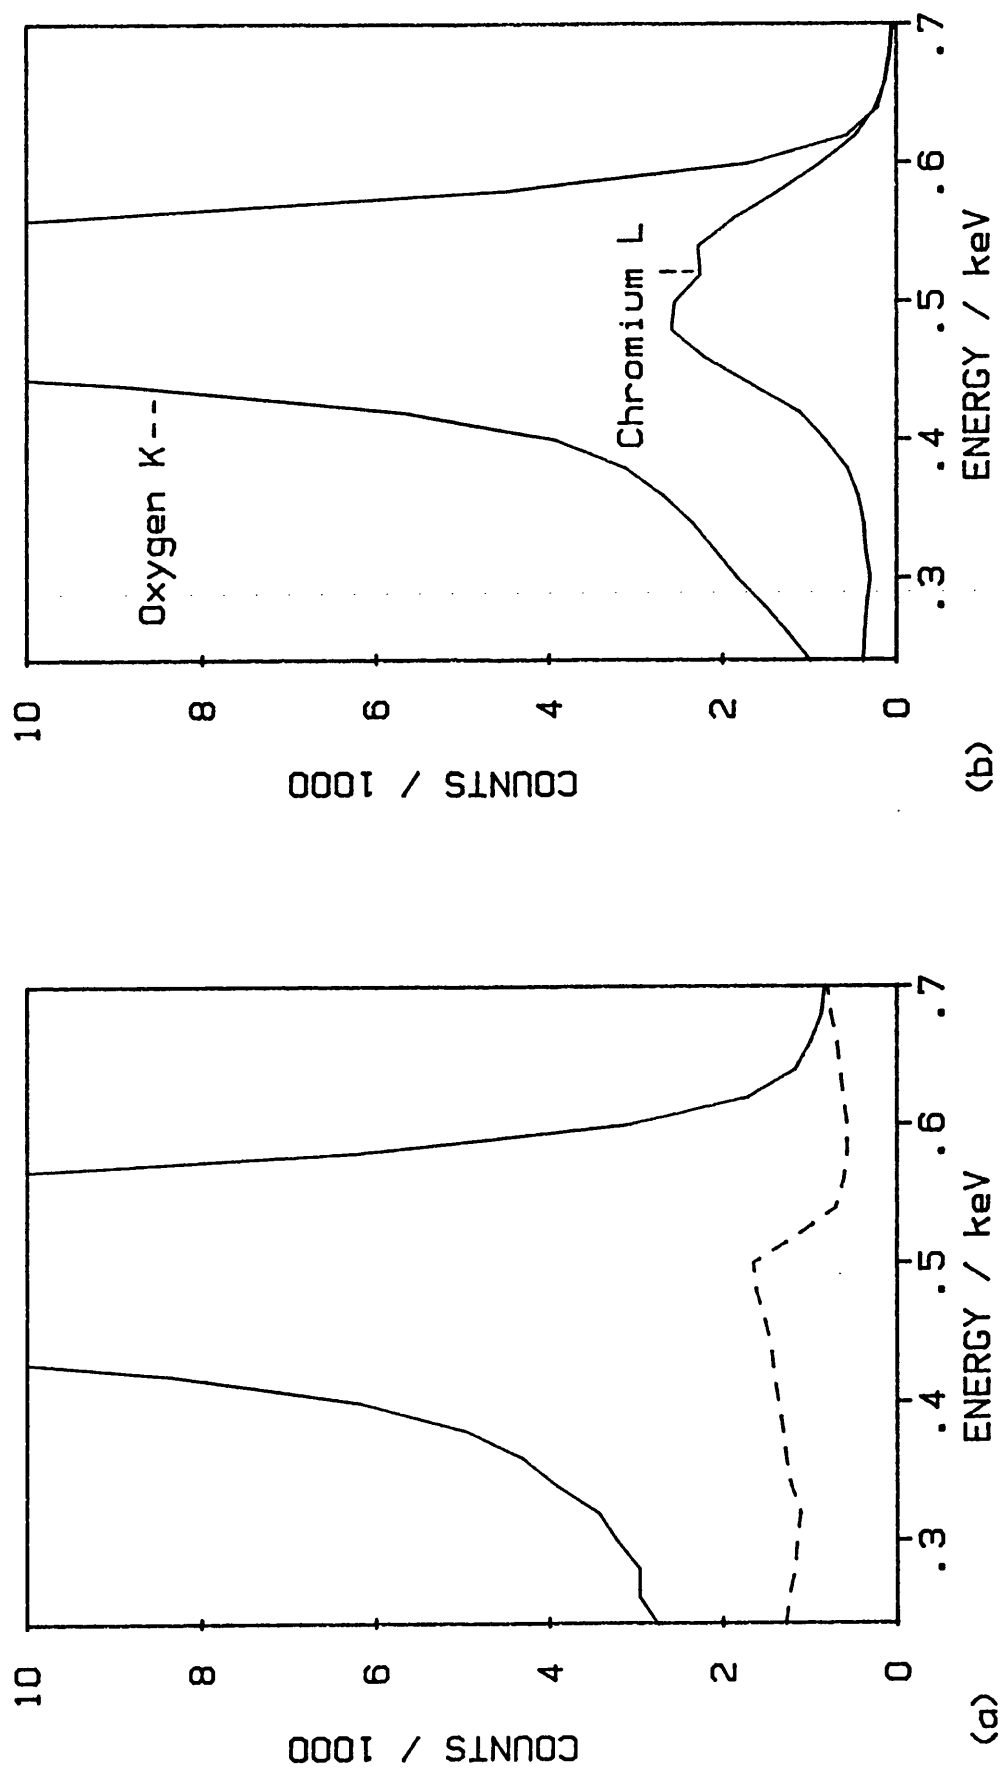 10
8
6
4
2
0
COUNTS / 1000
.3 .4 .5 .6 .7
ENERGY / keV
(a)
10
8
6
4
2
0
COUNTS / 1000
Oxygen K--
Chromium L
.3 .4 .5 .6 .7
ENERGY / keV
(b)